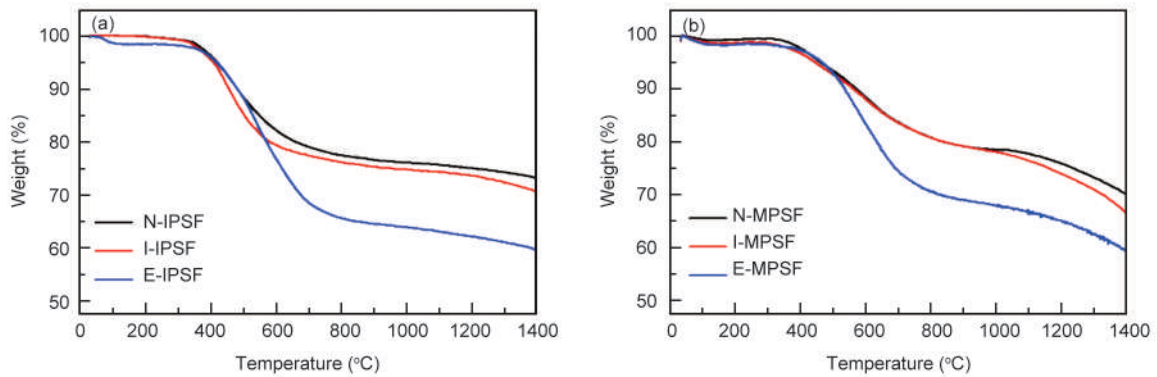 (a)
100
90
80
70
60
50
Weight (%)
N-IPSF
I-IPSF
E-IPSF
0 200 400 600 800 1000 1200 1400
Temperature (°C)
(b)
100
90
80
70
60
50
Weight (%)
N-MPSF
I-MPSF
E-MPSF
0 200 400 600 800 1000 1200 1400
Temperature (°C)